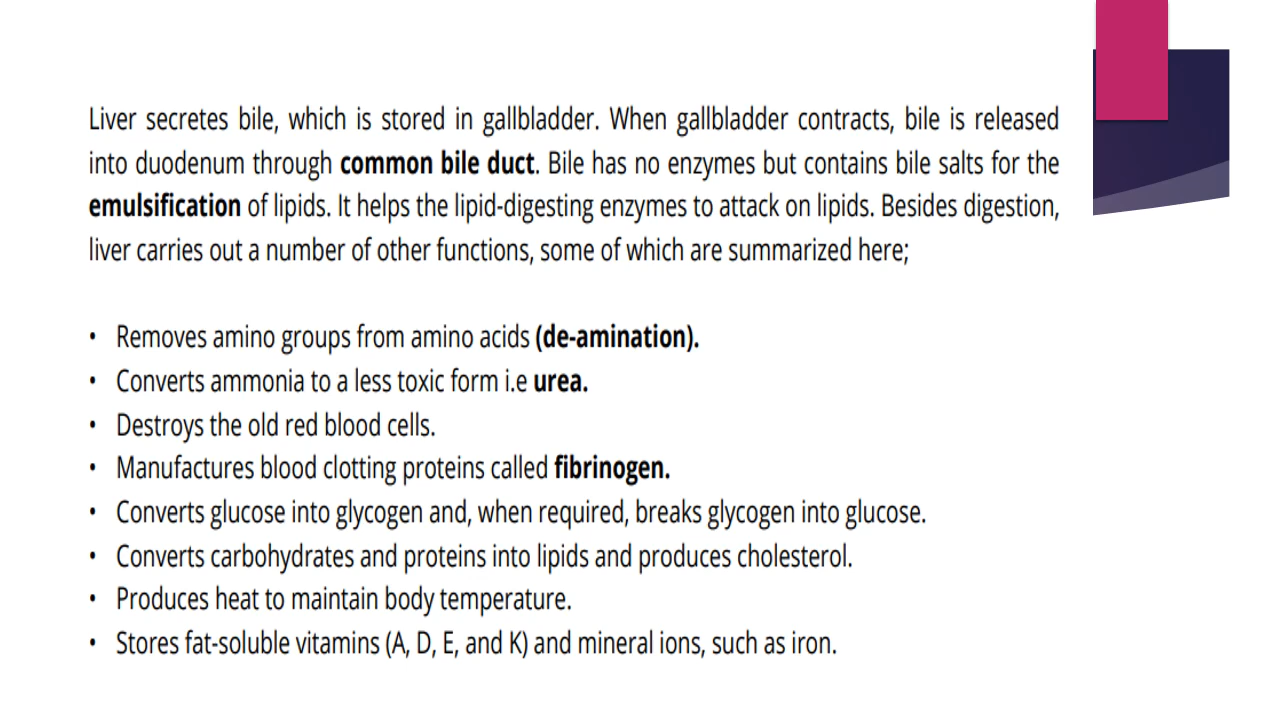 Liver secretes bile, which is stored in gallbladder. When gallbladder contracts, bile is released
into duodenum through common bile duct. Bile has no enzymes but contains bile salts for the
emulsification of lipids. It helps the lipid-digesting enzymes to attack on lipids. Besides digestion,
liver carries out a number of other functions, some of which are summarized here;
• Removes amino groups from amino acids (de-amination).
• Converts ammonia to a less toxic form i.e urea.
• Destroys the old red blood cells.
• Manufactures blood clotting proteins called fibrinogen.
• Converts glucose into glycogen and, when required, breaks glycogen into glucose.
• Converts carbohydrates and proteins into lipids and produces cholesterol.
• Produces heat to maintain body temperature.
• Stores fat-soluble vitamins (A, D, E, and K) and mineral ions, such as iron.